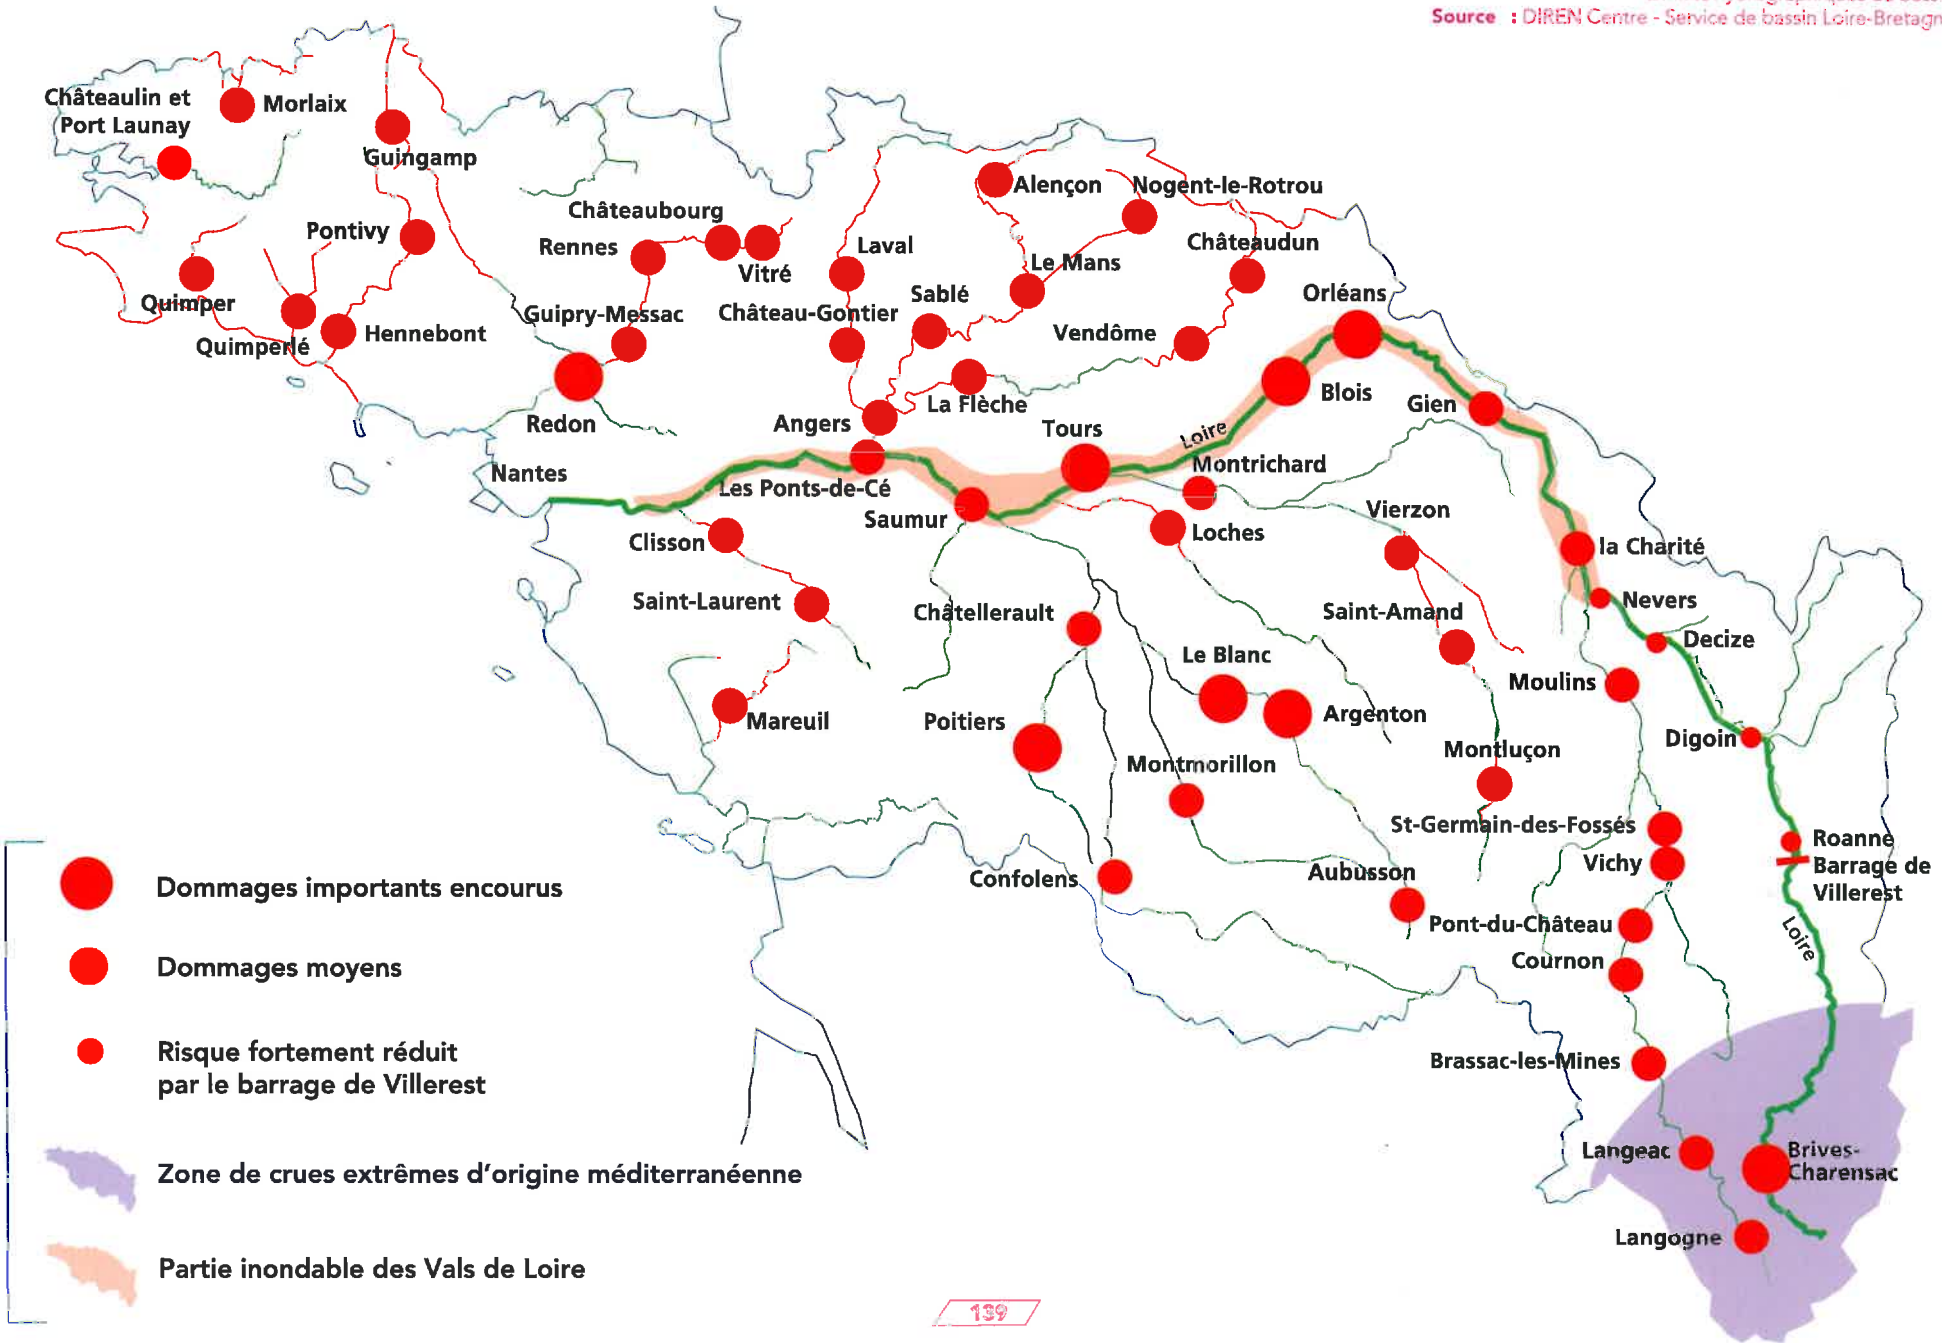 Source : DIREN Centre - Service de bassin Loire-Bretagn
Châteaulin et
Port Launay
Morlaix
Guingamp
Alençon
Nogent-le-Rotrou
Châteaubourg
Pontivy
Rennes
Vitré
Laval
Le Mans
Châteaudun
Quimper
Guipry-Messac
Château-Gontier
Sablé
Orléans
Quimperlé
Hennebont
Vendôme
Redon
Angers
La Flèche
Blois
Gien
Tours
Loire
Nantes
Les Ponts-de-Cé
Montrichard
Saumur
Vierzon
Clisson
Loches
la Charité
Saint-Laurent
Châtellerault
Saint-Amand
Nevers
Decize
Le Blanc
Moulins
Mareuil
Poitiers
Argenton
Digoin
Montluçon
Montmorillon
St-Germain-des-Fossés
Roanne
Vichy
Barrage de
Villerest
Confolens
Aubusson
Pont-du-Château
Loire
Cournon
Brassac-les-Mines
Langeac
Brives-
Charensac
Langogne
Dommages importants encourus
Dommages moyens
Risque fortement réduit
par le barrage de Villerest
Zone de crues extrêmes d'origine méditerranéenne
Partie inondable des Vals de Loire
139